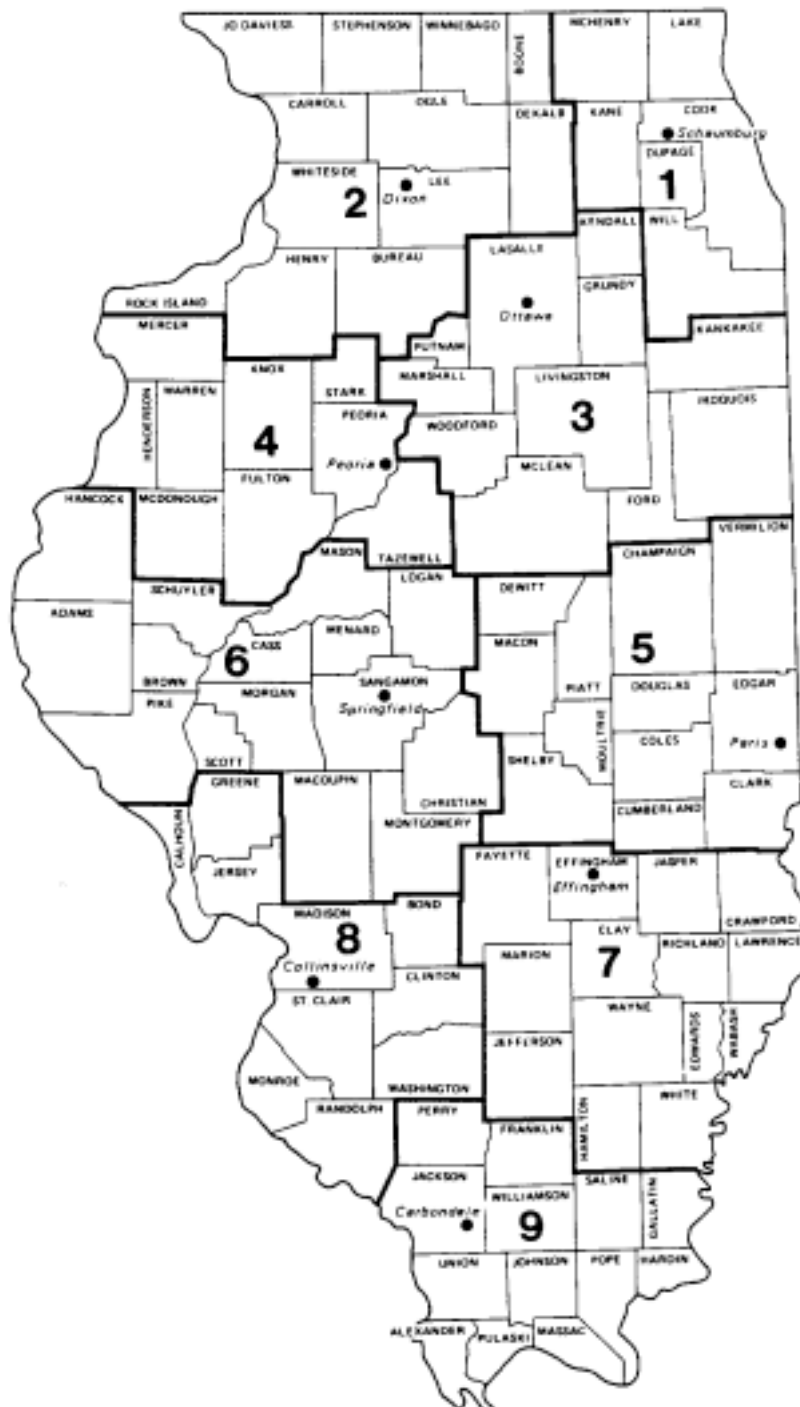 JO DAVIESS
STEPHENSON
WINNEBAGO
BOONE
MCHENRY
LAKE
CARROLL
OGLE
DEKALB
KANE
COOK
Schaumburg
DUPAGE
WHITESIDE
LEE
1
2
Dixon
KENDALL
WILL
HENRY
BUREAU
LASALLE
GRUNDY
ROCK ISLAND
Ottawa
MERCER
KANKAKEE
PUTNAM
KNOX
MARSHALL
LIVINGSTON
STARK
HENDERSON
WARREN
IROQUOIS
PEORIA
WOODFORD
3
4
Peoria
MCLEAN
FULTON
HANCOCK
MCDONOUGH
FORD
VERMILION
MASON
TAZEWELL
CHAMPAIGN
LOGAN
SCHUYLER
DEWITT
ADAMS
MENARD
CASS
MACON
5
6
BROWN
SANGAMON
PIATT
DOUGLAS
EDGAR
PIKE
MORGAN
Springfield
MOULTRIE
COLES
Paris
SCOTT
SHELBY
GREENE
MACOUPIN
CLARK
CHRISTIAN
CUMBERLAND
CALHOUN
MONTGOMERY
FAYETTE
EFFINGHAM
JASPER
JERSEY
Effingham
BOND
MADISON
CRAWFORD
CLAY
8
RICHLAND
LAWRENCE
MARION
7
Collinsville
CLINTON
ST. CLAIR
WAYNE
EDWARDS
WABASH
JEFFERSON
MONROE
WASHINGTON
RANDOLPH
PERRY
WHITE
HAMILTON
FRANKLIN
JACKSON
SALINE
GALLATIN
WILLIAMSON
Carbondale
9
UNION
JOHNSON
POPE
HARDIN
ALEXANDER
PULASKI
MASSAC